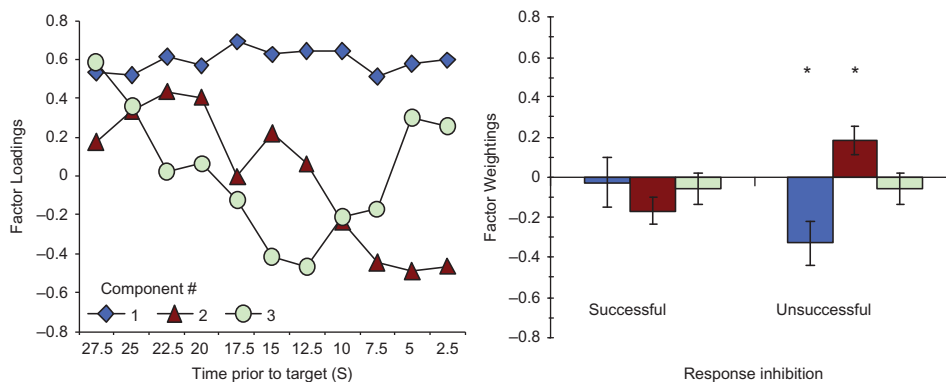 0.8
0.6
0.4
0.2
0
–0.2
–0.4
–0.6
–0.8
Factor Loadings
Component #
1 2 3
27.5 25 22.5 20 17.5 15 12.5 10 7.5 5 2.5
Time prior to target (S)
0.8
0.6
0.4
0.2
0
–0.2
–0.4
–0.6
–0.8
Factor Weightings
* *
Successful Unsuccessful
Response inhibition